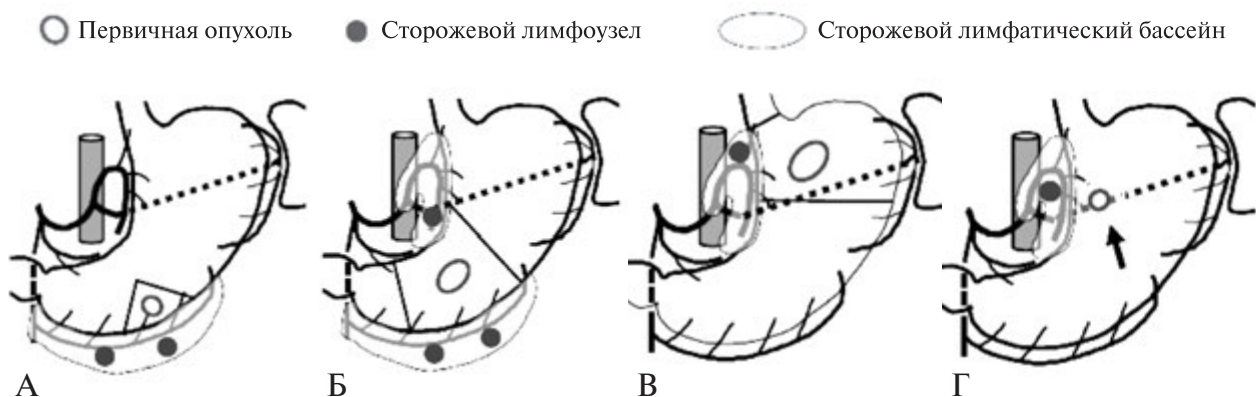 Первичная опухоль
Сторожевой лимфоузел
Сторожевой лимфатический бассейн
А
Б
В
Г